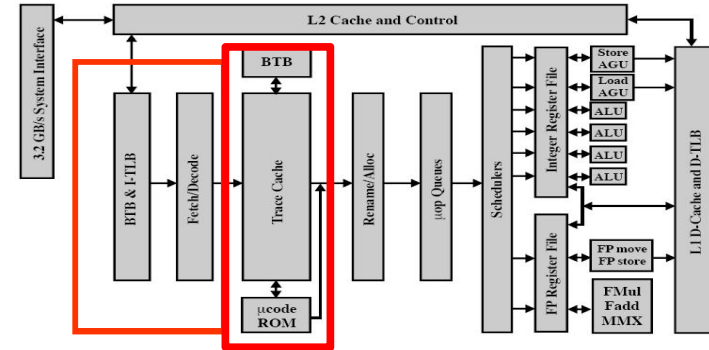 L2 Cache and Control
3.2 GB/s System Interface
BTB & I-TLB
Fetch/Decode
BTB
Trace Cache
µcode
ROM
Rename/Alloc
µop Queues
Schedulers
Integer Register File
FP Register File
Store
AGU
Load
AGU
ALU
ALU
ALU
ALU
FP move
FP store
FMul
Fadd
MMX
L1 D-Cache and D-TLB